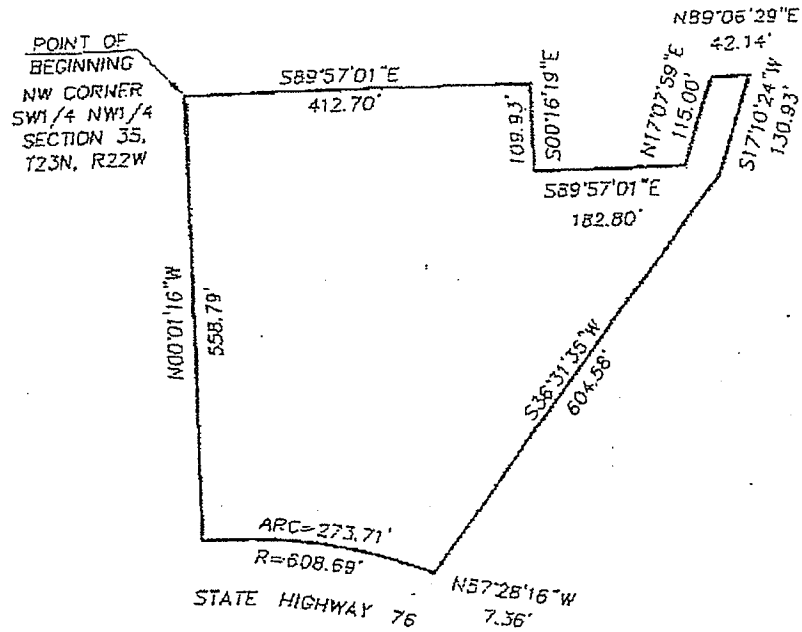 POINT OF
BEGINNING
NW CORNER
SW1/4 NW1/4
SECTION 35,
T23N, R22W
S89°57'01"E
412.70'
S00°16'19"E
109.93'
S89°57'01"E
182.80'
N17°07'59"E
115.00'
N89°06'29"E
42.14'
S17°10'24"W
130.93'
S36°31'35"W
604.58'
N57°28'16"W
7.36'
ARC=273.71'
R=608.69'
STATE HIGHWAY 76
N00°01'16"W
558.79'